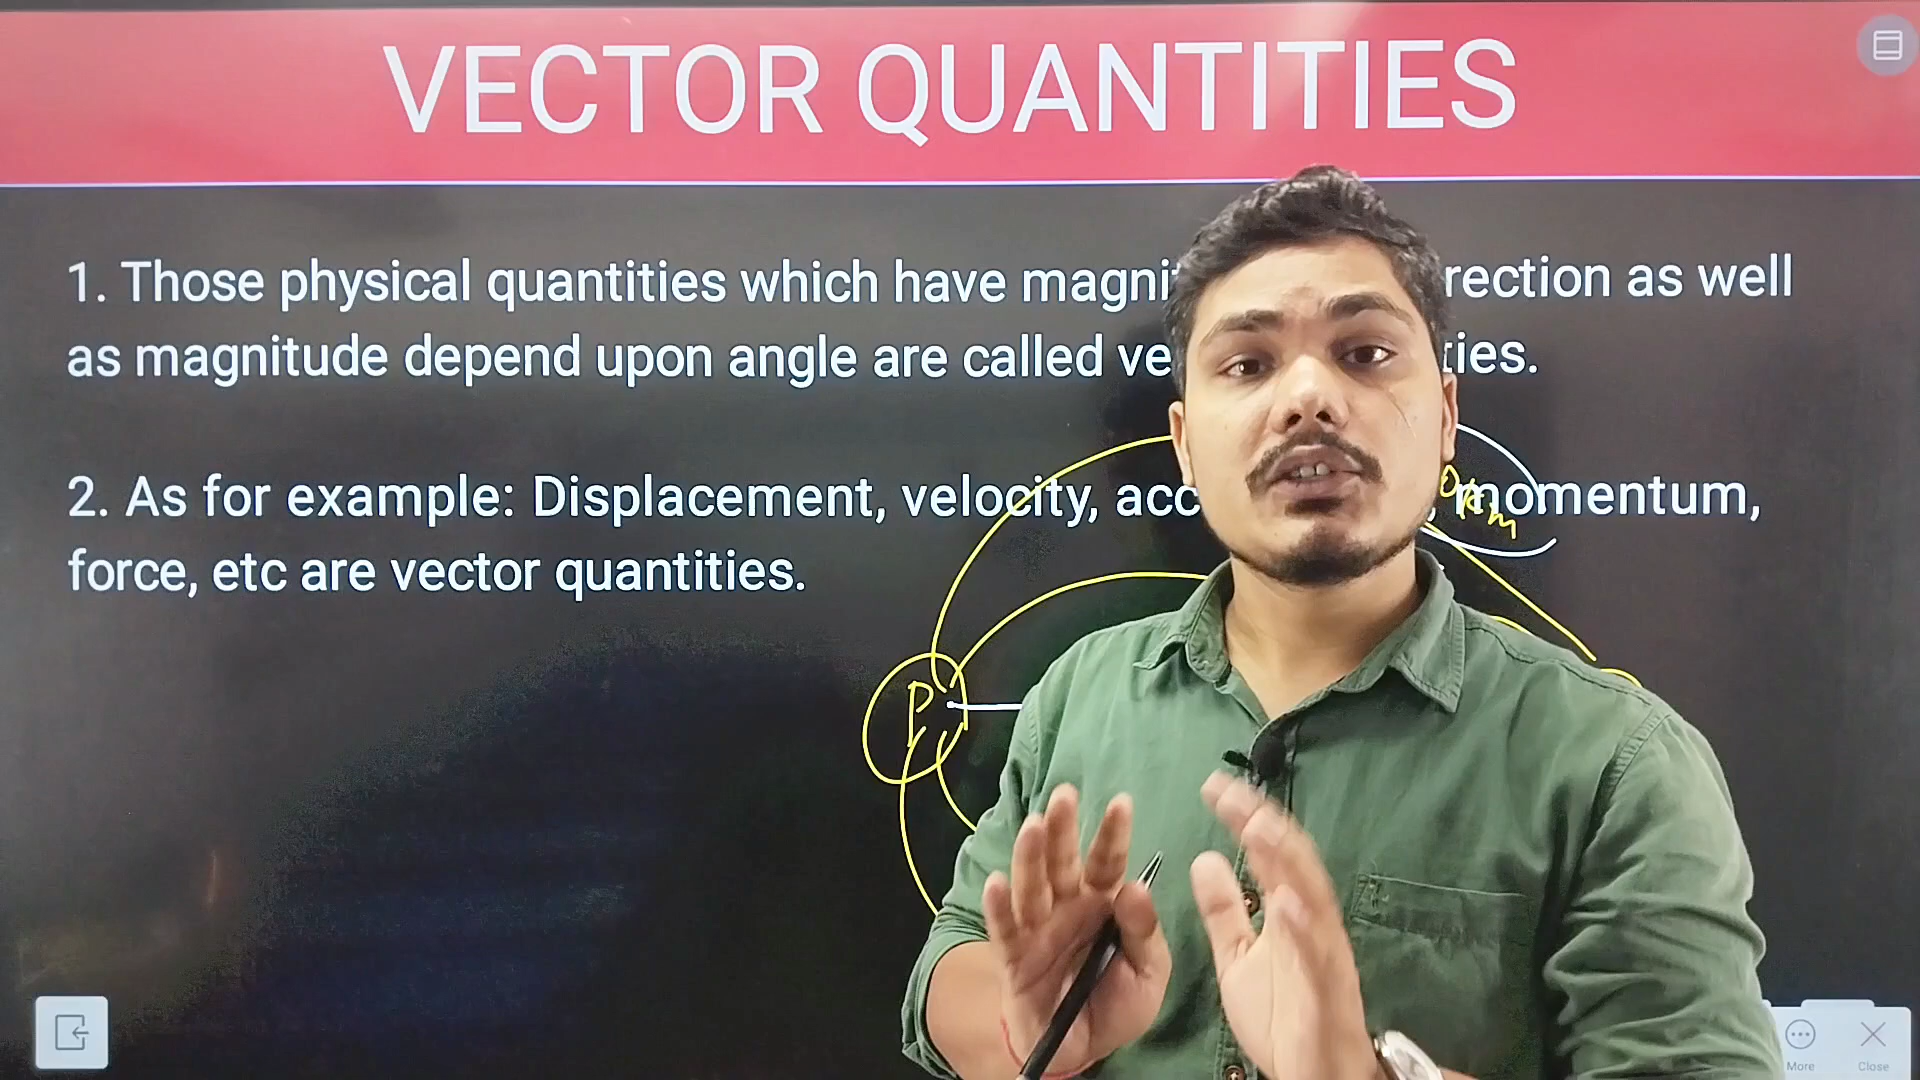 VECTOR QUANTITIES
1. Those physical quantities which have magni rection as well
as magnitude depend upon angle are called ve ties.
2. As for example: Displacement, velocity, acc momentum,
km
force, etc are vector quantities.
P
More Close